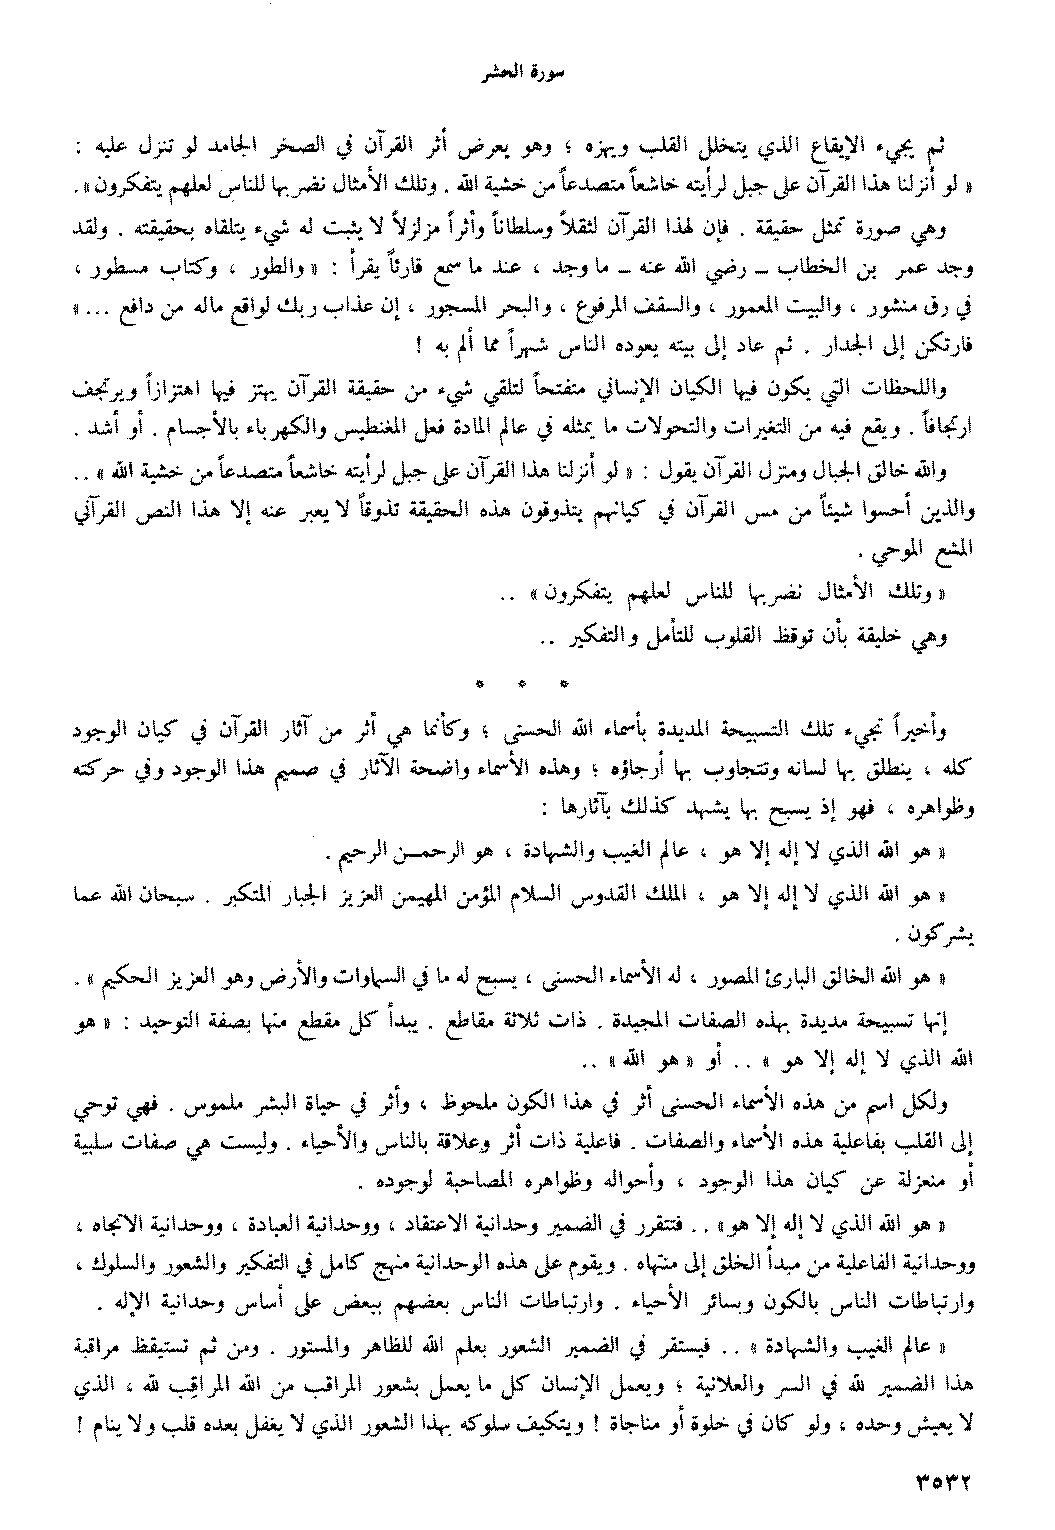 سورة الحشر
ثم يجيء الإيقاع الذي يتخلل القلب ويهزه ؛ وهو يعرض أثر القرآن في الصخر الجامد لو تنزل عليه :
« لو أنزلنا هذا القرآن على جبل لرأيته خاشعاً متصدعاً من خشية الله . وتلك الأمثال نضربها للناس لعلهم يتفكرون » .
وهي صورة تمثل حقيقة . فإن لهذا القرآن لثقلاً وسلطاناً وأثراً مزلزلاً لا يثبت له شيء يتلقاه بحقيقته . ولقد
وجد عمر بن الخطاب – رضي الله عنه – ما وجد ، عند ما سمع قارئاً يقرأ : « والطور ، وكتاب مسطور ،
في رق منشور ، والبيت المعمور ، والسقف المرفوع ، والبحر المسجور ، إن عذاب ربك لواقع ماله من دافع ... »
فارتكن إلى الجدار . ثم عاد إلى بيته يعوده الناس شهراً مما ألم به !
واللحظات التي يكون فيها الكيان الإنساني متفتحاً لتلقي شيء من حقيقة القرآن يهتز فيها اهتزازاً ويرتجف
ارتجافاً . ويقع فيه من التغيرات والتحولات ما يمثله في عالم المادة فعل المغنطيس والكهرباء بالأجسام . أو أشد .
والله خالق الجبال ومنزل القرآن يقول : « لو أنزلنا هذا القرآن على جبل لرأيته خاشعاً متصدعاً من خشية الله » ..
والذين أحسوا شيئاً من مس القرآن في كيانهم يتذوقون هذه الحقيقة تذوقاً لا يعبر عنه إلا هذا النص القرآني
المشع الموحي .
« وتلك الأمثال نضربها للناس لعلهم يتفكرون » ..
وهي خليقة بأن توقظ القلوب للتأمل والتفكير ..
* * *
وأخيراً تجيء تلك التسبيحة المديدة بأسماء الله الحسنى ؛ وكأنما هي أثر من آثار القرآن في كيان الوجود
كله ، ينطلق بها لسانه وتتجاوب بها أرجاؤه ؛ وهذه الأسماء واضحة الآثار في صميم هذا الوجود وفي حركته
وظواهره ، فهو إذ يسبح بها يشهد كذلك بآثارها :
« هو الله الذي لا إله إلا هو ، عالم الغيب والشهادة ، هو الرحمـن الرحيم .
« هو الله الذي لا إله إلا هو ، الملك القدوس السلام المؤمن المهيمن العزيز الجبار المتكبر . سبحان الله عما
يشركون .
« هو الله الخالق البارئ المصور ، له الأسماء الحسنى ، يسبح له ما في السماوات والأرض وهو العزيز الحكيم » .
إنها تسبيحة مديدة بهذه الصفات المجيدة . ذات ثلاثة مقاطع . يبدأ كل مقطع منها بصفة التوحيد : « هو
الله الذي لا إله إلا هو » .. أو « هو الله » ..
ولكل اسم من هذه الأسماء الحسنى أثر في هذا الكون ملحوظ ، وأثر في حياة البشر ملموس . فهي توحي
إلى القلب بفاعلية هذه الأسماء والصفات . فاعلية ذات أثر وعلاقة بالناس والأحياء . وليست هي صفات سلبية
أو منعزلة عن كيان هذا الوجود ، وأحواله وظواهره المصاحبة لوجوده .
« هو الله الذي لا إله إلا هو» .. فتتقرر في الضمير وحدانية الاعتقاد ، ووحدانية العبادة ، ووحدانية الاتجاه ،
ووحدانية الفاعلية من مبدأ الخلق إلى منتهاه . ويقوم على هذه الوحدانية منهج كامل في التفكير والشعور والسلوك ،
وارتباطات الناس بالكون وبسائر الأحياء . وارتباطات الناس بعضهم ببعض على أساس وحدانية الإله .
« عالم الغيب والشهادة » .. فيستقر في الضمير الشعور بعلم الله للظاهر والمستور . ومن ثم تستيقظ مراقبة
هذا الضمير لله في السر والعلانية ؛ ويعمل الإنسان كل ما يعمل بشعور المراقب من الله المراقِب لله ، الذي
لا يعيش وحده ، ولو كان في خلوة أو مناجاة ! ويتكيف سلوكه بهذا الشعور الذي لا يغفل بعده قلب ولا ينام !
٣٥٣٢